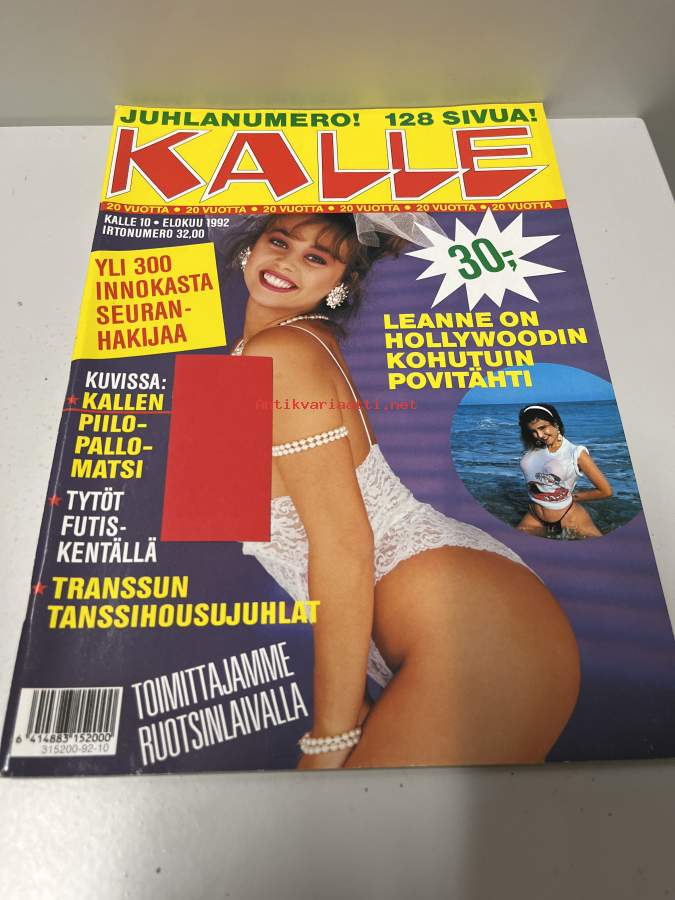 JUHLANUMERO! 128 SIVUA!
KALLE
20 VUOTTA • 20 VUOTTA • 20 VUOTTA • 20 VUOTTA • 20 VUOTTA • 20 VUOTTA
KALLE 10 • ELOKUU 1992
IRTONUMERO 32,00
30,-
YLI 300
INNOKASTA
SEURAN-
HAKIJAA
LEANNE ON
HOLLYWOODIN
KOHUTUIN
POVITÄHTI
KUVISSA:
★ KALLEN
PIILO-
PALLO-
MATSI
★ TYTÖT
FUTIS-
KENTÄLLÄ
★ TRANSSUN
TANSSIHOUSUJUHLAT
TOIMITTAJAMME
RUOTSINLAIVALLA
6 414883 152000
315200-92-10
Antikvariaatti.net